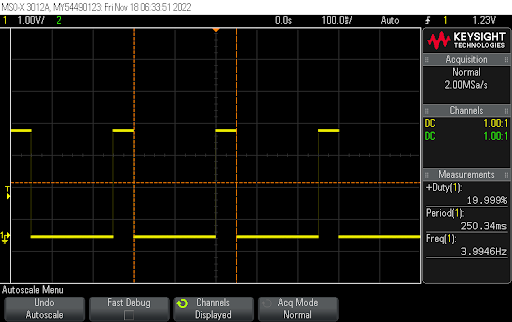 MSO-X 3012A, MY54490123: Fri Nov 18 06:33:51 2022
1 1.00V/ 2 0.0s 100.0ms/ Auto 1 1.23V
KEYSIGHT
TECHNOLOGIES
Acquisition
Normal
2.00MSa/s
Channels
DC 1.00:1
DC 1.00:1
Measurements
+Duty(1):
19.999%
Period(1):
250.34ms
Freq(1):
3.9946Hz
T
1
Autoscale Menu
Undo
Autoscale
Fast Debug
Channels
Displayed
Acq Mode
Normal